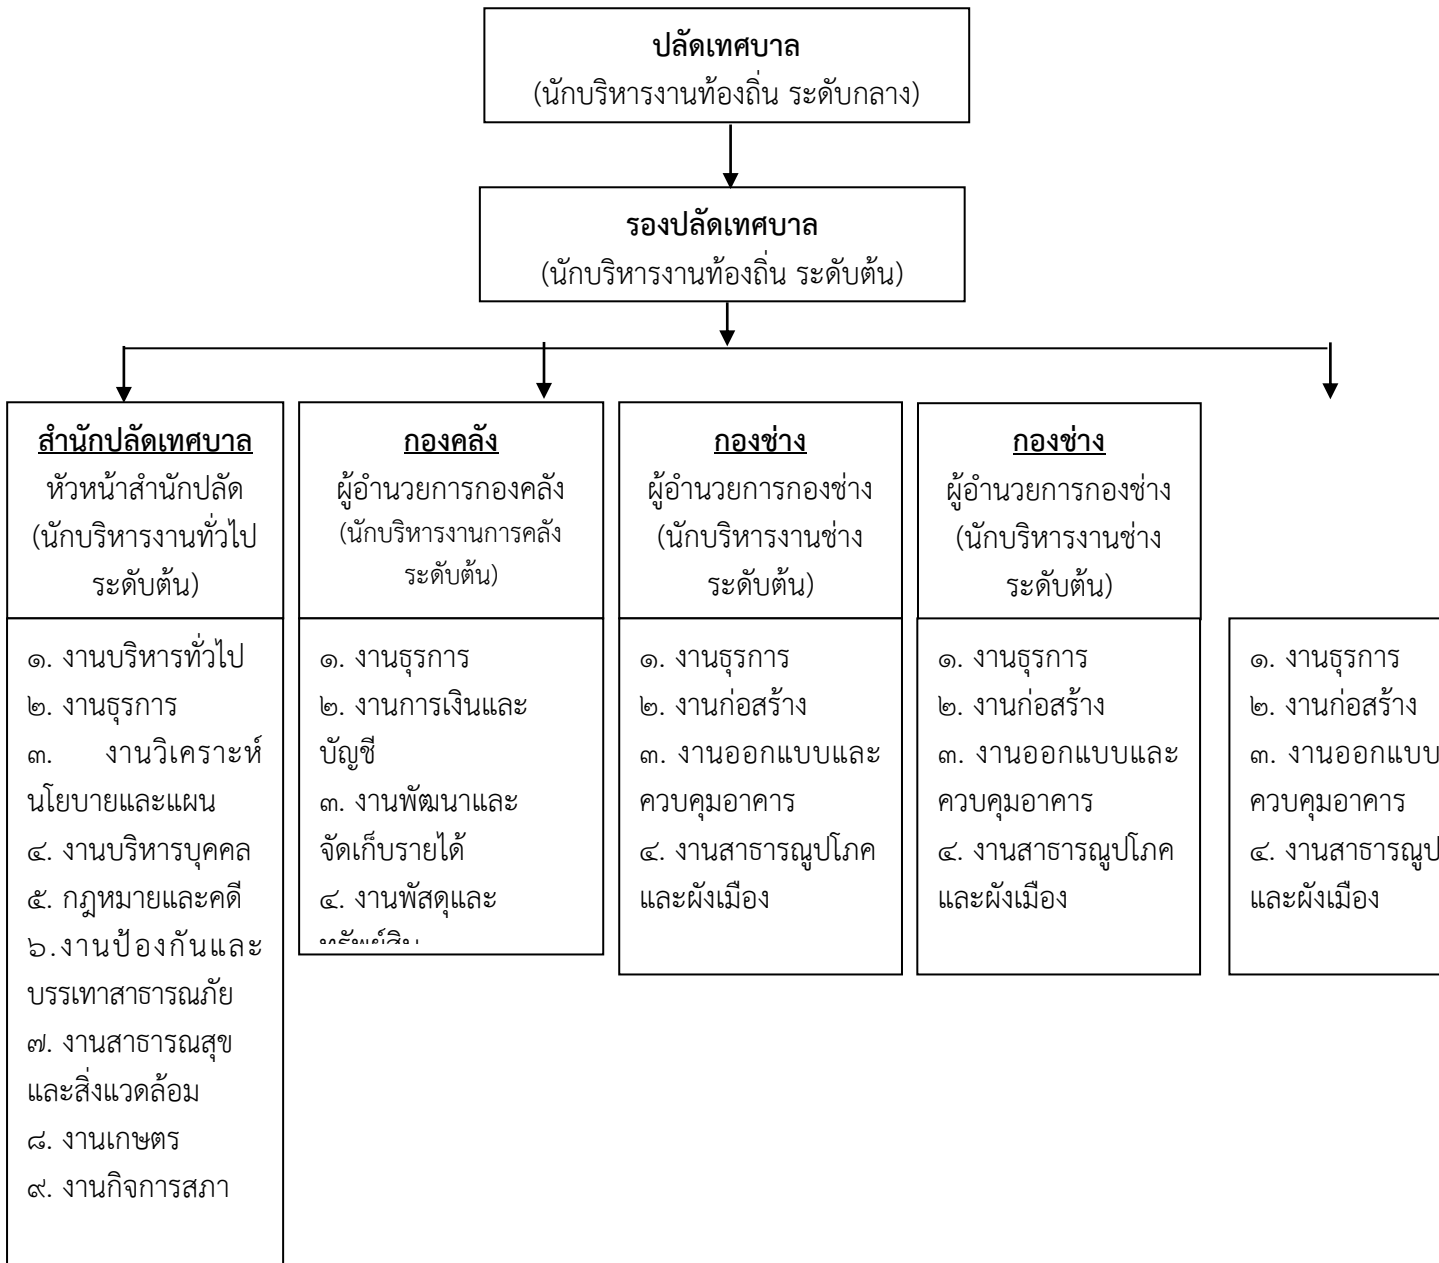 ปลัดเทศบาล
(นักบริหารงานท้องถิ่น ระดับกลาง)
รองปลัดเทศบาล
(นักบริหารงานท้องถิ่น ระดับต้น)
สำนักปลัดเทศบาล
หัวหน้าสำนักปลัด
(นักบริหารงานทั่วไป
ระดับต้น)
๑. งานบริหารทั่วไป
๒. งานธุรการ
๓. งานวิเคราะห์
นโยบายและแผน
๔. งานบริหารบุคคล
๕. กฎหมายและคดี
๖.งานป้องกันและ
บรรเทาสาธารณภัย
๗. งานสาธารณสุข
และสิ่งแวดล้อม
๘. งานเกษตร
๙. งานกิจการสภา
กองคลัง
ผู้อำนวยการกองคลัง
(นักบริหารงานการคลัง
ระดับต้น)
๑. งานธุรการ
๒. งานการเงินและ
บัญชี
๓. งานพัฒนาและ
จัดเก็บรายได้
๔. งานพัสดุและ
ทรัพย์สิน
กองช่าง
ผู้อำนวยการกองช่าง
(นักบริหารงานช่าง
ระดับต้น)
๑. งานธุรการ
๒. งานก่อสร้าง
๓. งานออกแบบและ
ควบคุมอาคาร
๔. งานสาธารณูปโภค
และผังเมือง
กองช่าง
ผู้อำนวยการกองช่าง
(นักบริหารงานช่าง
ระดับต้น)
๑. งานธุรการ
๒. งานก่อสร้าง
๓. งานออกแบบและ
ควบคุมอาคาร
๔. งานสาธารณูปโภค
และผังเมือง
๑. งานธุรการ
๒. งานก่อสร้าง
๓. งานออกแบบ
ควบคุมอาคาร
๔. งานสาธารณูป
และผังเมือง